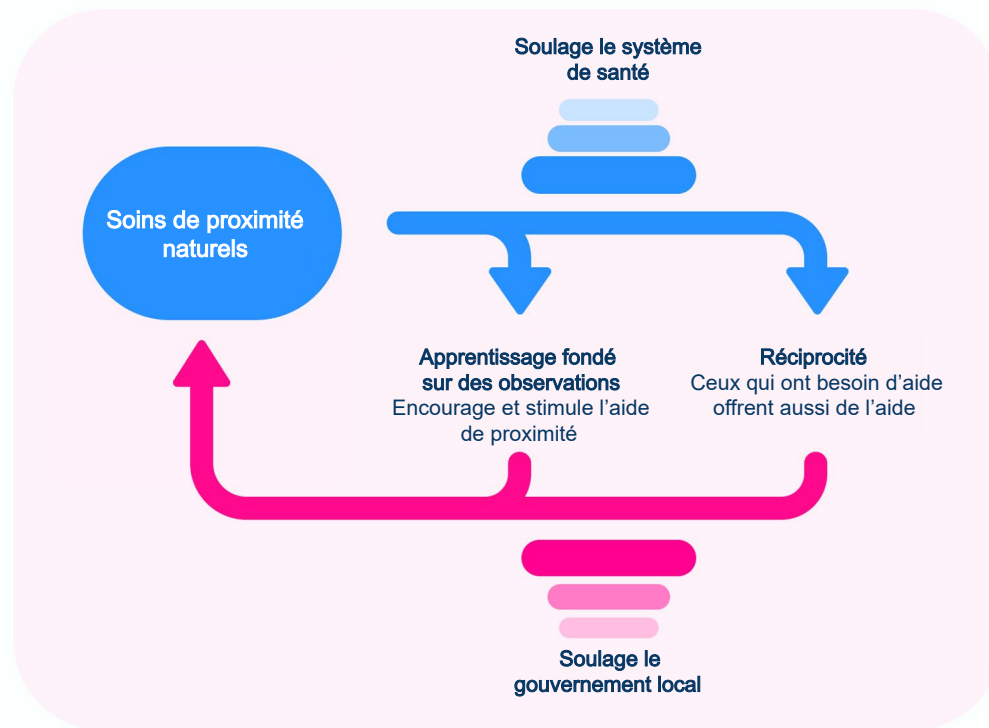 Soulage le système
de santé
Soins de proximité
naturels
Apprentissage fondé
sur des observations
Encourage et stimule l’aide
de proximité
Réciprocité
Ceux qui ont besoin d’aide
offrent aussi de l’aide
Soulage le
gouvernement local